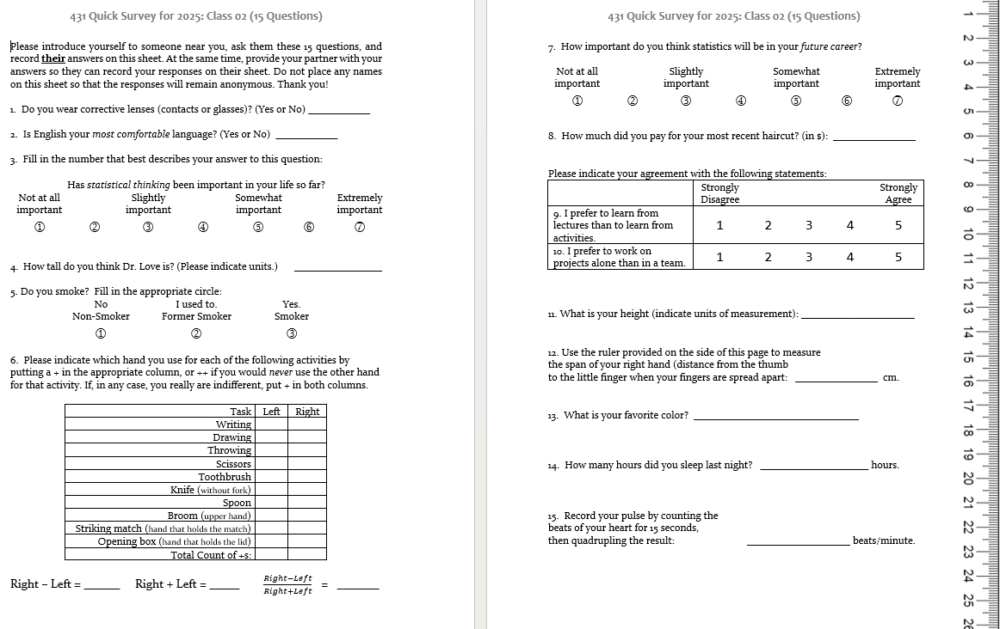 431 Quick Survey for 2025: Class 02 (15 Questions)
Please introduce yourself to someone near you, ask them these 15 questions, and
record their answers on this sheet. At the same time, provide your partner with your
answers so they can record your responses on their sheet. Do not place any names
on this sheet so that the responses will remain anonymous. Thank you!
1. Do you wear corrective lenses (contacts or glasses)? (Yes or No) ____________
2. Is English your most comfortable language? (Yes or No) ____________
3. Fill in the number that best describes your answer to this question:
Has statistical thinking been important in your life so far?
Not at all Slightly Somewhat Extremely
important important important important
① ② ③ ④ ⑤ ⑥ ⑦
4. How tall do you think Dr. Love is? (Please indicate units.) _________________
5. Do you smoke? Fill in the appropriate circle:
No I used to. Yes.
Non-Smoker Former Smoker Smoker
① ② ③
6. Please indicate which hand you use for each of the following activities by
putting a + in the appropriate column, or ++ if you would never use the other hand
for that activity. If, in any case, you really are indifferent, put + in both columns.
Task Left Right
Writing
Drawing
Throwing
Scissors
Toothbrush
Knife (without fork)
Spoon
Broom (upper hand)
Striking match (hand that holds the match)
Opening box (hand that holds the lid)
Total Count of +s:
Right – Left = ______ Right + Left = _____ Right−Left / Right+Left = _______
431 Quick Survey for 2025: Class 02 (15 Questions)
7. How important do you think statistics will be in your future career?
Not at all Slightly Somewhat Extremely
important important important important
① ② ③ ④ ⑤ ⑥ ⑦
8. How much did you pay for your most recent haircut? (in $): ________________
Please indicate your agreement with the following statements:
Strongly Strongly
Disagree Agree
9. I prefer to learn from
lectures than to learn from 1 2 3 4 5
activities.
10. I prefer to work on 1 2 3 4 5
projects alone than in a team.
11. What is your height (indicate units of measurement): ______________________
12. Use the ruler provided on the side of this page to measure
the span of your right hand (distance from the thumb
to the little finger when your fingers are spread apart: ________________ cm.
13. What is your favorite color? ________________________________
14. How many hours did you sleep last night? _____________________ hours.
15. Record your pulse by counting the
beats of your heart for 15 seconds,
then quadrupling the result: ____________________ beats/minute.
1
2
3
4
5
6
7
8
9
10
11
12
13
14
15
16
17
18
19
20
21
22
23
24
25
26